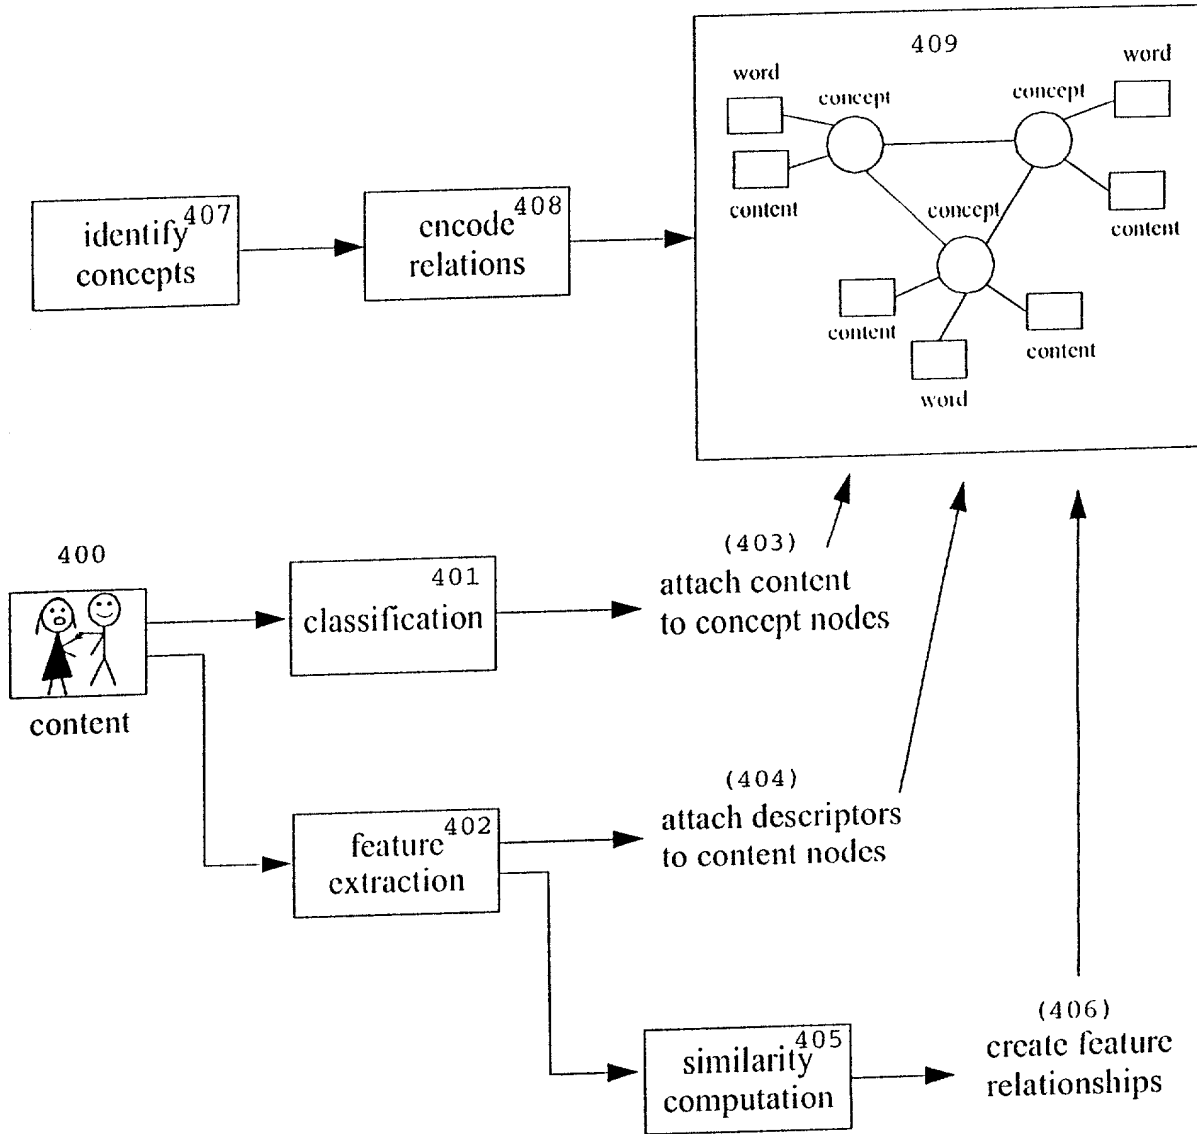 409
word
word
concept
concept
content
concept
content
content
content
word
407
identify
concepts
408
encode
relations
400
content
401
classification
(403)
attach content
to concept nodes
402
feature
extraction
(404)
attach descriptors
to content nodes
405
similarity
computation
(406)
create feature
relationships